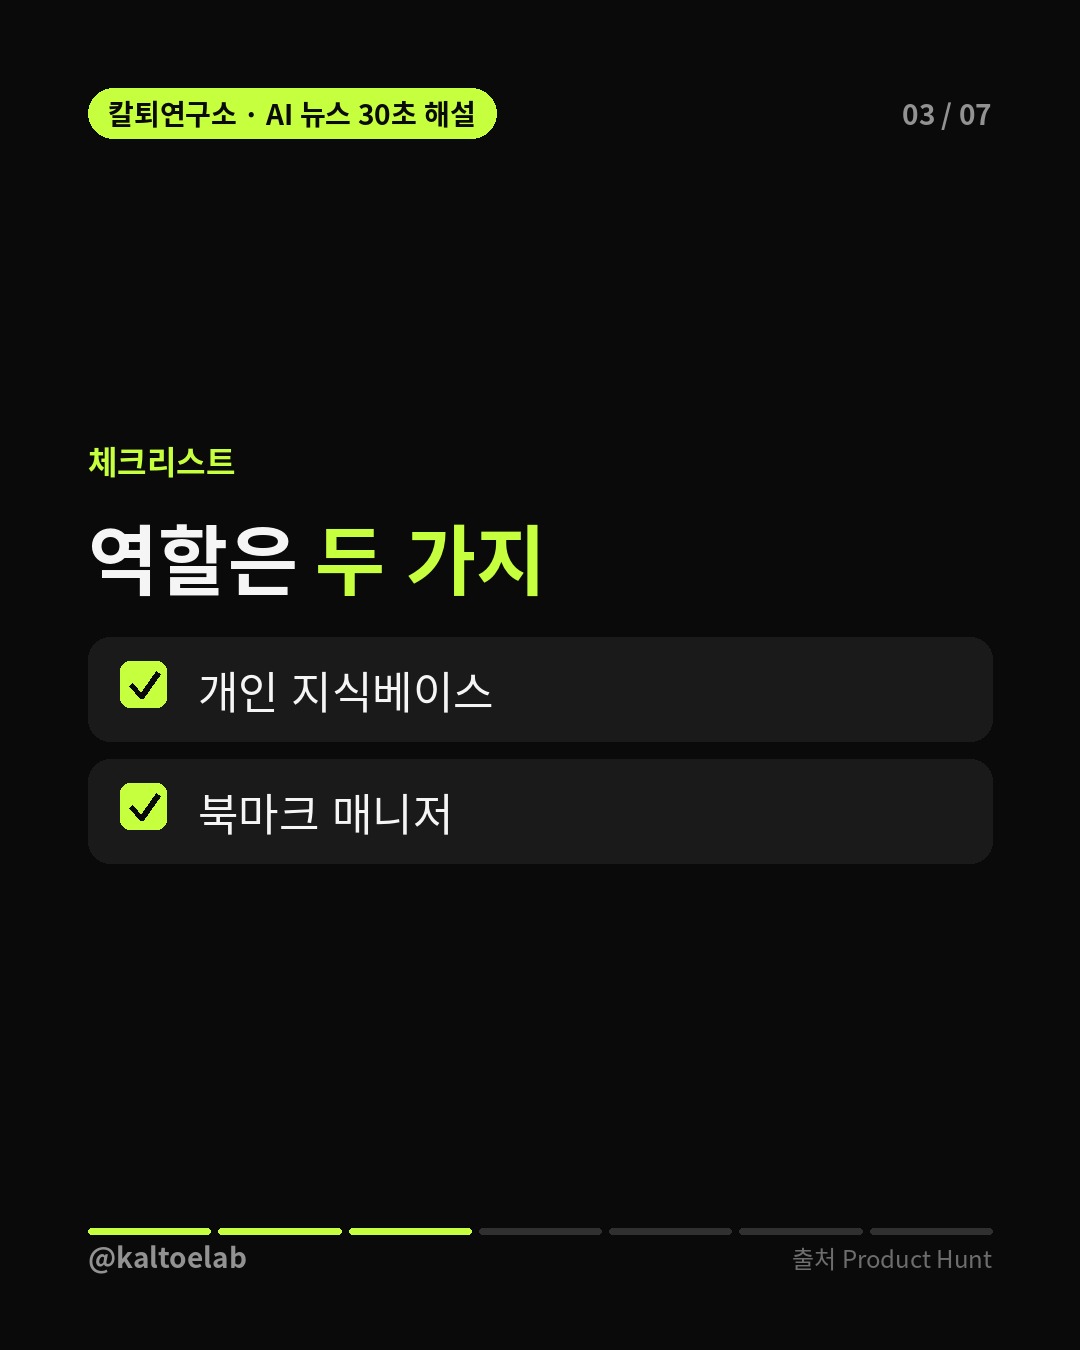 칼퇴연구소 · AI 뉴스 30초 해설
03 / 07
체크리스트
역할은 두 가지
개인 지식베이스
북마크 매니저
@kaltoelab
출처 Product Hunt